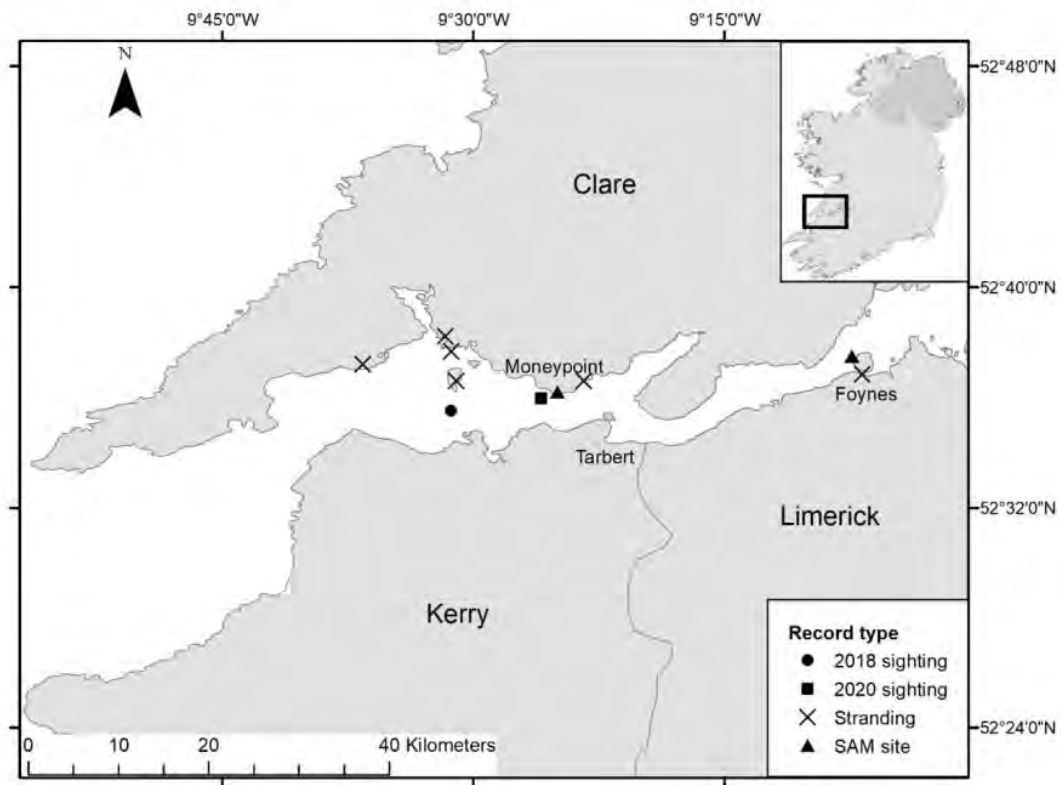 9°45'0"W 9°30'0"W 9°15'0"W
N
52°48'0"N
Clare
52°40'0"N
Moneypoint
Foynes
Tarbert
52°32'0"N
Limerick
Kerry
Record type
2018 sighting
2020 sighting
Stranding
SAM site
52°24'0"N
0 10 20 40 Kilometers